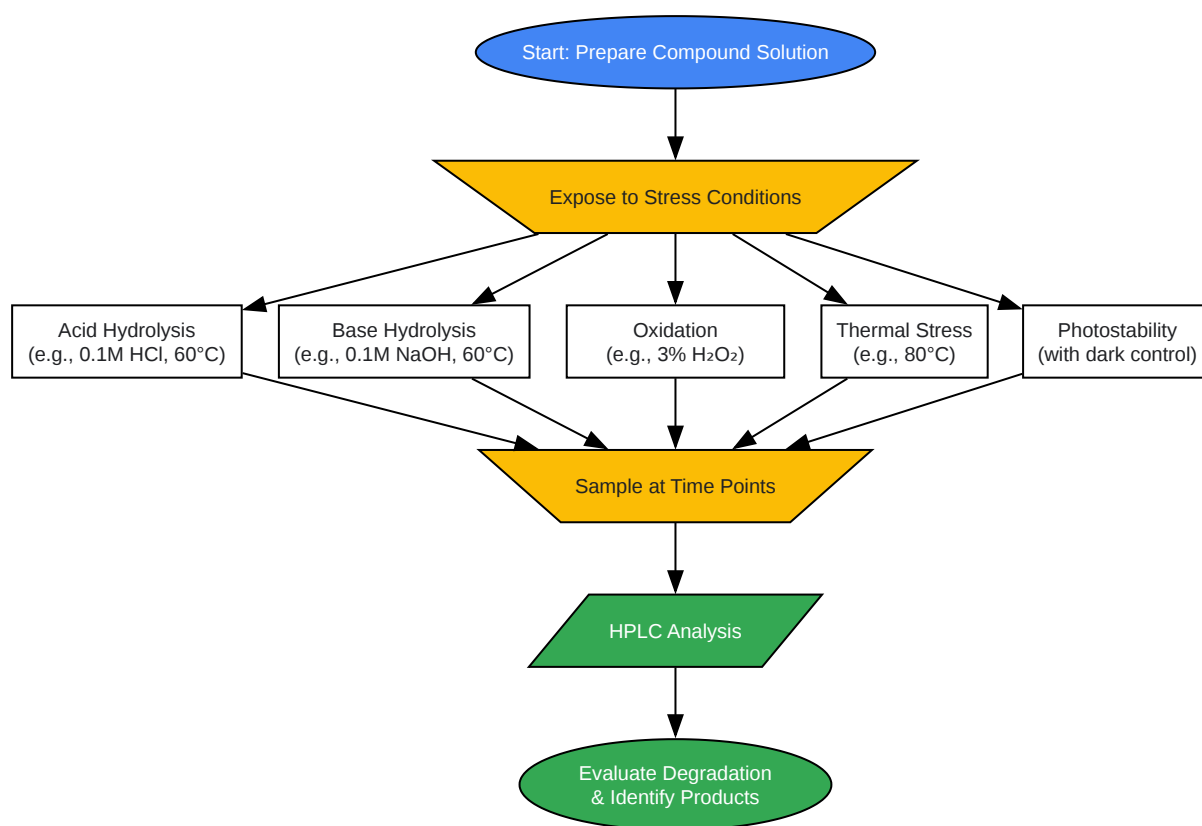 Start: Prepare Compound Solution
Expose to Stress Conditions
Acid Hydrolysis
(e.g., 0.1M HCl, 60°C)
Base Hydrolysis
(e.g., 0.1M NaOH, 60°C)
Oxidation
(e.g., 3% H₂O₂)
Thermal Stress
(e.g., 80°C)
Photostability
(with dark control)
Sample at Time Points
HPLC Analysis
Evaluate Degradation
& Identify Products